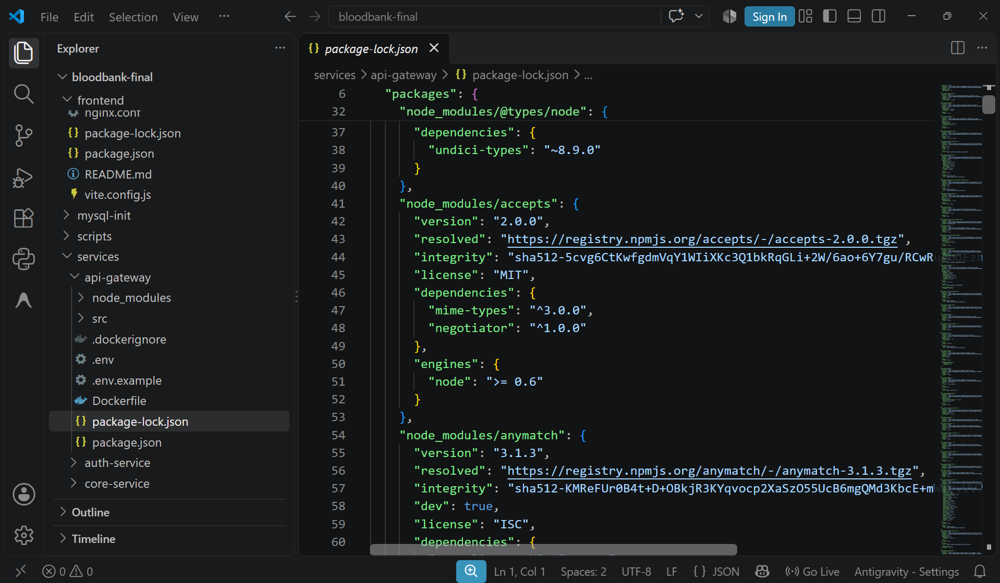 File Edit Selection View ...
bloodbank-final
Sign In
Explorer
bloodbank-final
frontend
nginx.conf
package-lock.json
package.json
README.md
vite.config.js
mysql-init
scripts
services
api-gateway
node_modules
src
.dockerignore
.env
.env.example
Dockerfile
package-lock.json
package.json
auth-service
core-service
Outline
Timeline
package-lock.json
services > api-gateway > {} package-lock.json > ...
6 "packages": {
32 "node_modules/@types/node": {
37 "dependencies": {
38 "undici-types": "~8.9.0"
39 }
40 },
41 "node_modules/accepts": {
42 "version": "2.0.0",
43 "resolved": "https://registry.npmjs.org/accepts/-/accepts-2.0.0.tgz",
44 "integrity": "sha512-5cvg6CtKwfgdmVqY1WIiXKc3Q1bkRqGLi+2W/6ao+6Y7gu/RCwR
45 "license": "MIT",
46 "dependencies": {
47 "mime-types": "^3.0.0",
48 "negotiator": "^1.0.0"
49 },
50 "engines": {
51 "node": ">= 0.6"
52 }
53 },
54 "node_modules/anymatch": {
55 "version": "3.1.3",
56 "resolved": "https://registry.npmjs.org/anymatch/-/anymatch-3.1.3.tgz",
57 "integrity": "sha512-KMReFUr0B4t+D+OBkjR3KYqvocp2XaSzO55UcB6mgQMd3KbcE+m
58 "dev": true,
59 "license": "ISC",
60 "dependencies": {
0 0
Ln 1, Col 1 Spaces: 2 UTF-8 LF {} JSON Go Live Antigravity - Settings